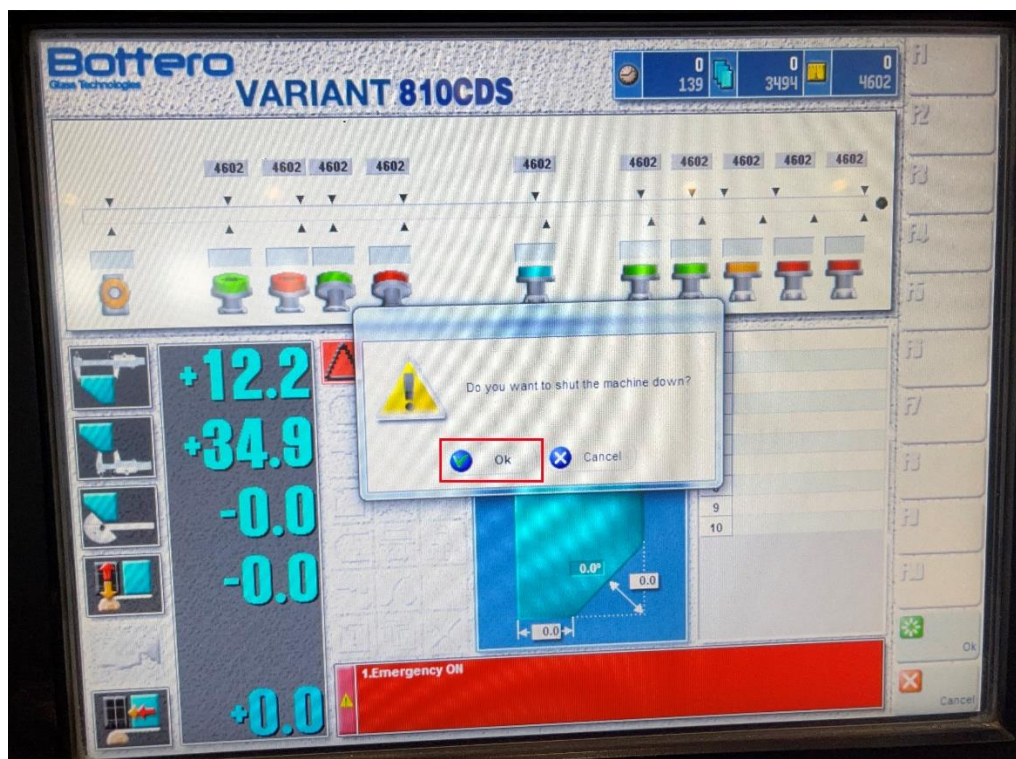 Bottero
Glass Technologies
VARIANT 810CDS
0 0 0
139 3494 4602
4602 4602 4602 4602 4602 4602 4602 4602 4602 4602
+12.2
+34.9
-0.0
-0.0
+0.0
Do you want to shut the machine down?
Ok Cancel
9
10
0.0°
0.0
0.0
1.Emergency ON
F1
F2
F3
F4
F5
F6
F7
F8
F9
F10
Ok
Cancel